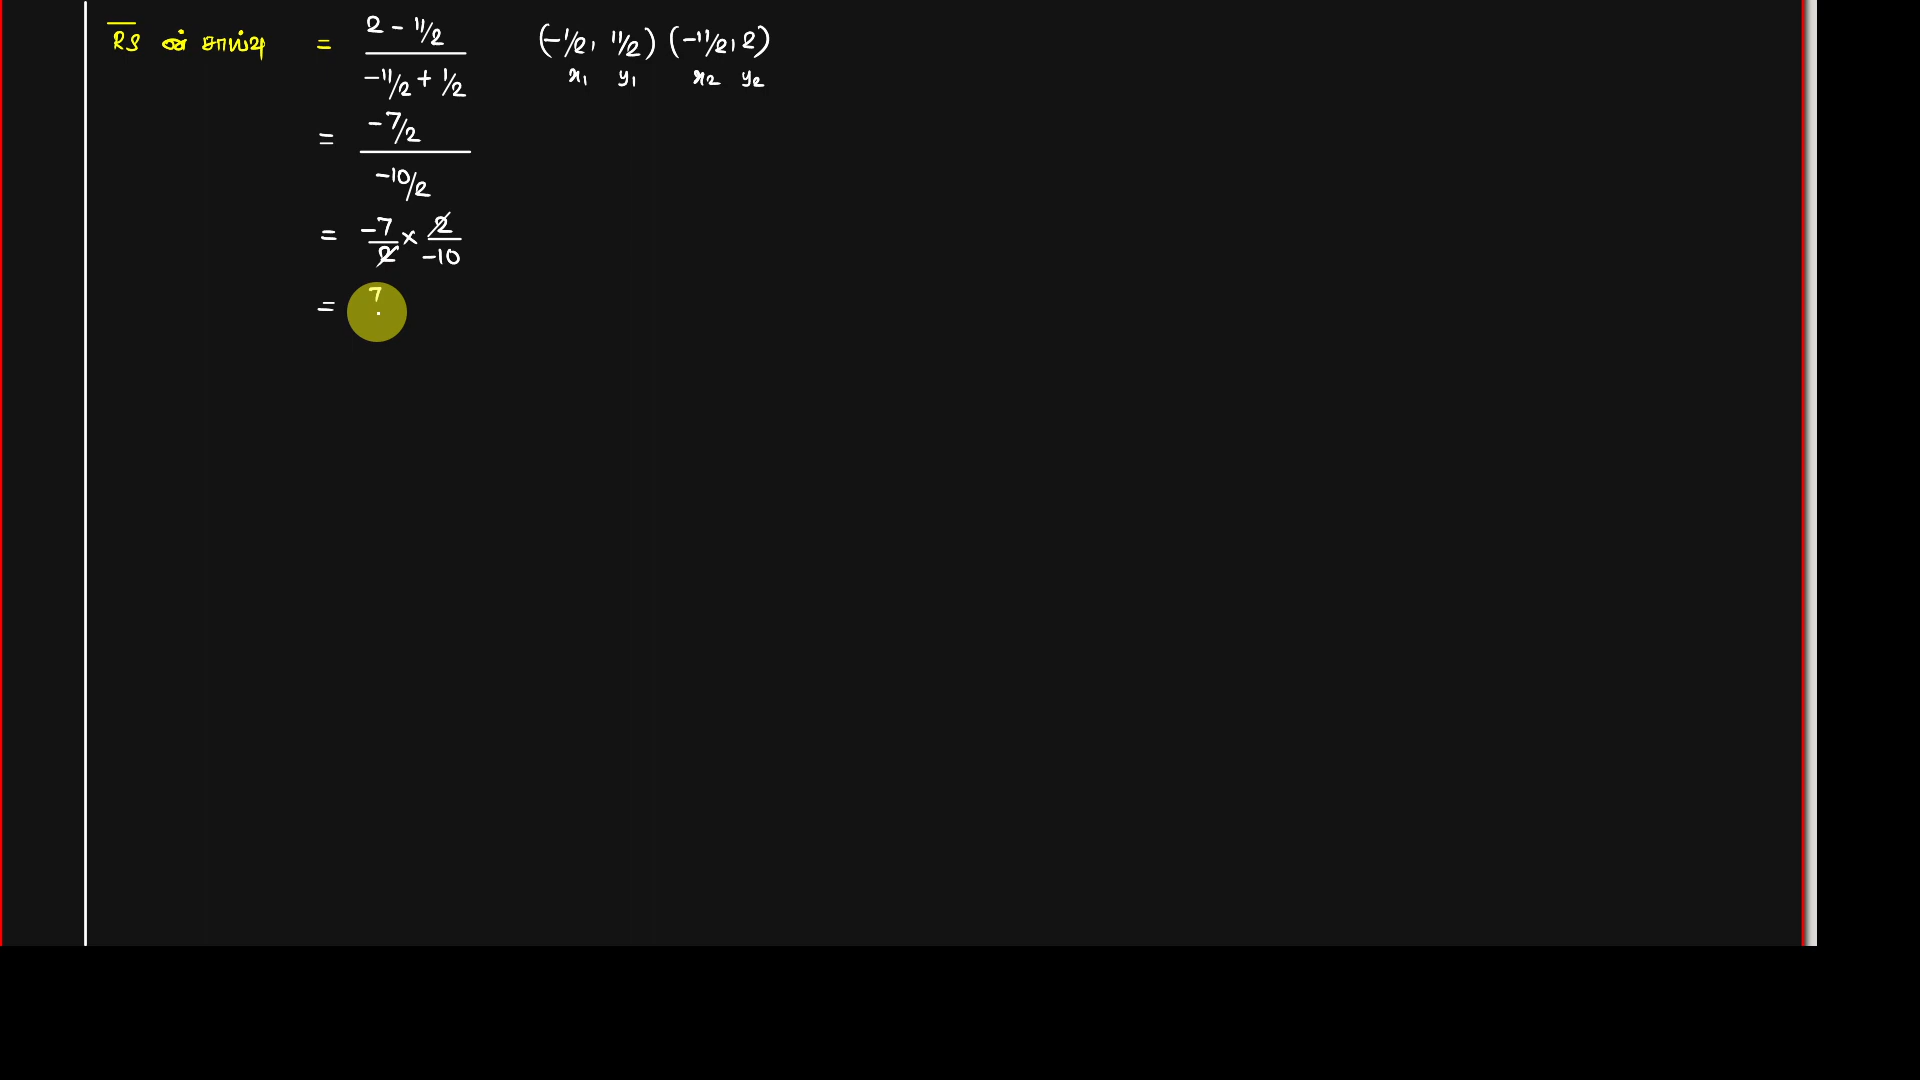 RS ன் சாய்வு = (2 - 11/2)/(-11/2 + 1/2) (-1/2, 11/2) (-11/2, 2)
x₁ y₁ x₂ y₂
= (-7/2)/(-10/2)
= -7/2 × 2/-10
= 7